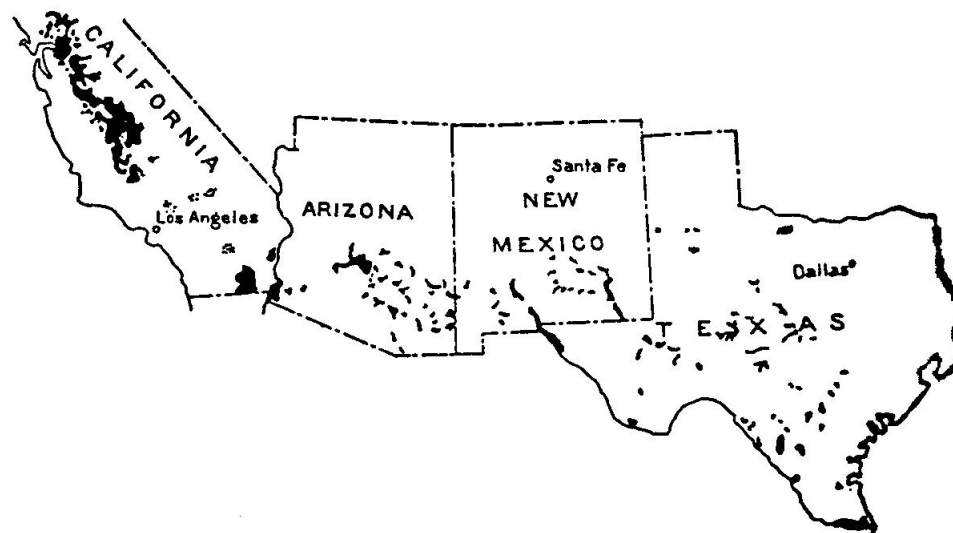 CALIFORNIA
Santa Fe
Los Angeles
ARIZONA
NEW
MEXICO
Dallas
TEXAS